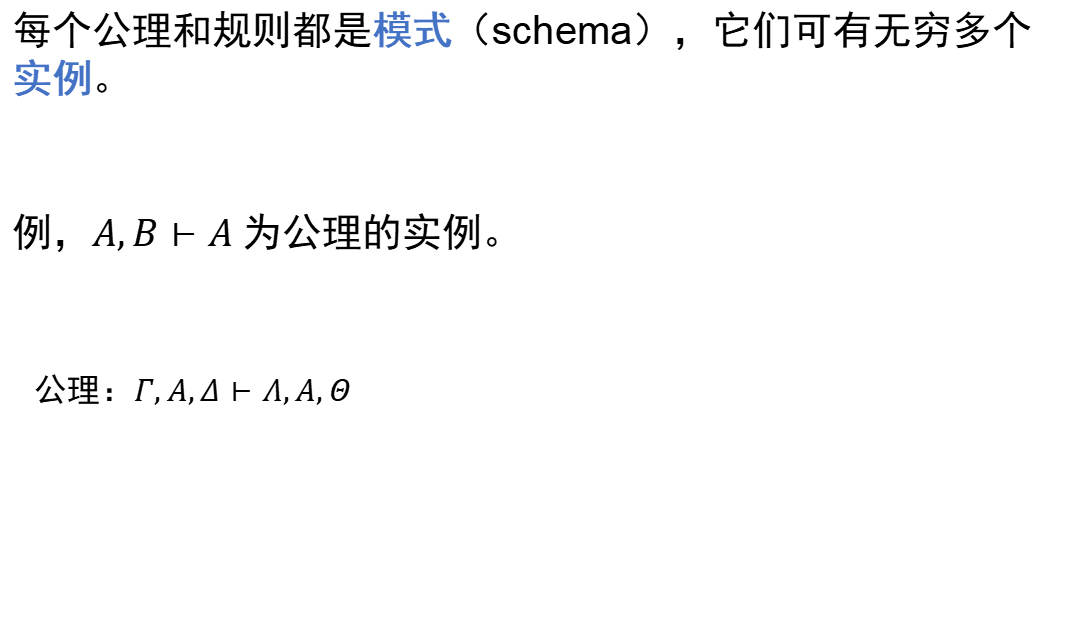 每个公理和规则都是模式（schema），它们可有无穷多个
实例。
例，A, B ⊢ A 为公理的实例。
公理：Γ, A, Δ ⊢ Λ, A, Θ